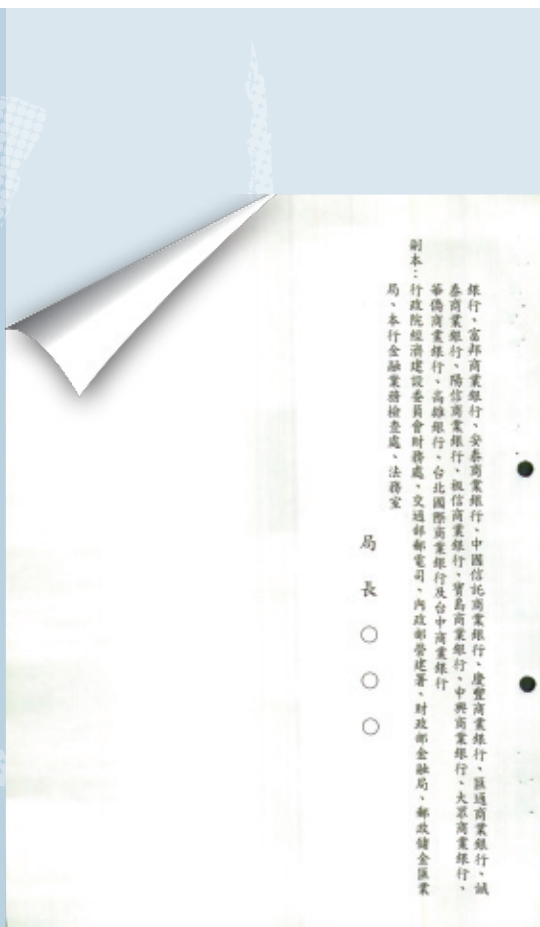 銀行、富邦商業銀行、安泰商業銀行、中國信託商業銀行、慶豐商業銀行、匯通商業銀行、誠
泰商業銀行、陽信商業銀行、板信商業銀行、寶島商業銀行、中興商業銀行、大眾商業銀行、
華僑商業銀行、高雄銀行、台北國際商業銀行及台中商業銀行
副本：行政院經濟建設委員會財務處、交通部郵電司、內政部營建署、財政部金融局、郵政儲金匯業
局、本行金融業務檢查處、法務室
局長○○○